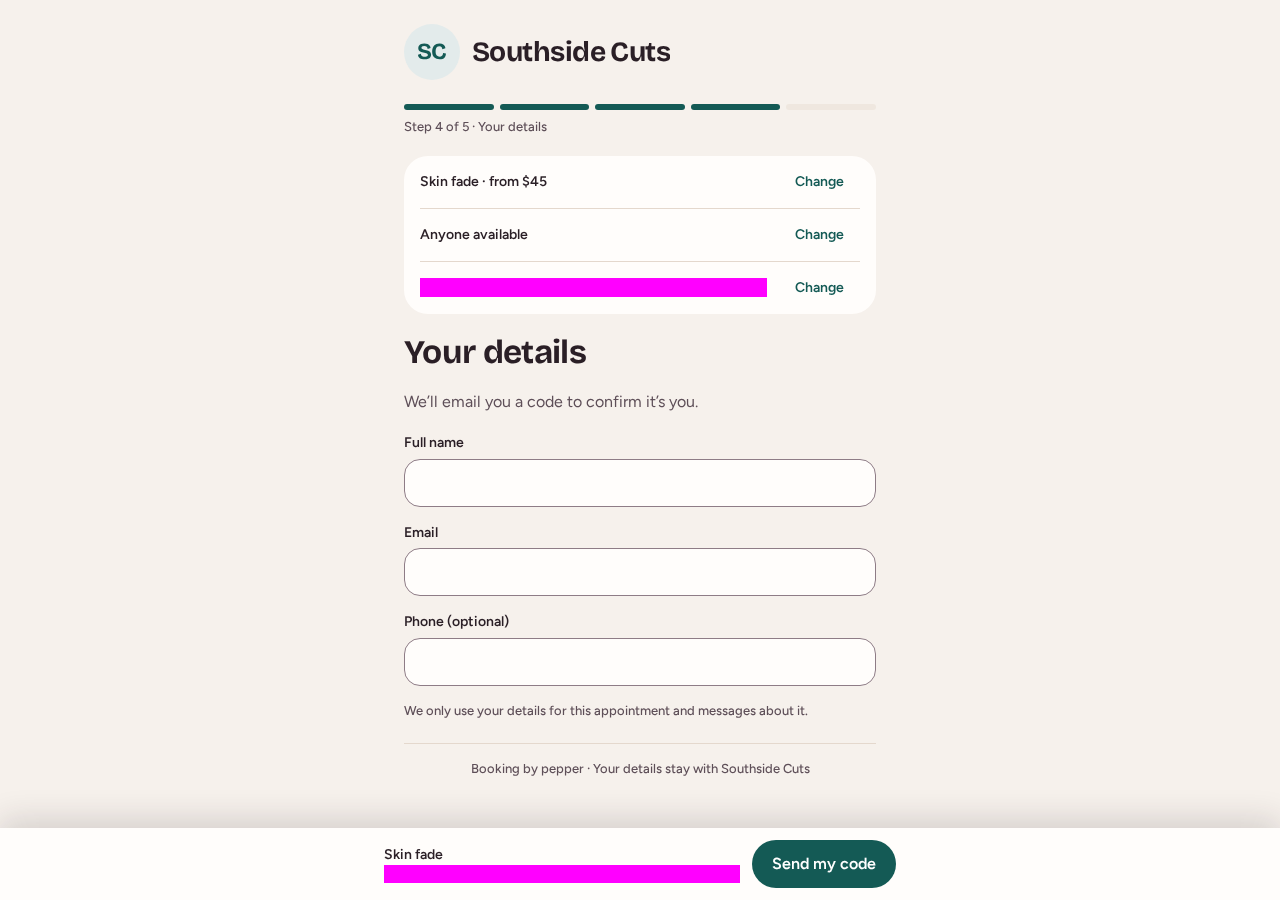 SC
Southside Cuts
Step 4 of 5 · Your details
Skin fade · from $45
Change
Anyone available
Change
Change
Your details
We’ll email you a code to confirm it’s you.
Full name
Email
Phone (optional)
We only use your details for this appointment and messages about it.
Booking by pepper · Your details stay with Southside Cuts
Skin fade
Send my code